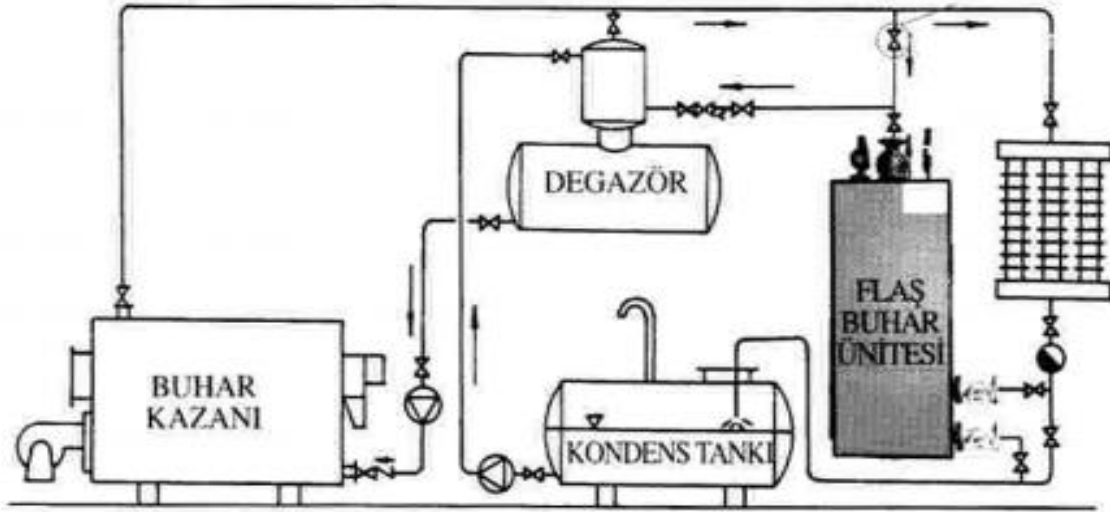 DEGAZÖR
FLAŞ
BUHAR
ÜNİTESİ
BUHAR
KAZANI
KONDENS TANKI